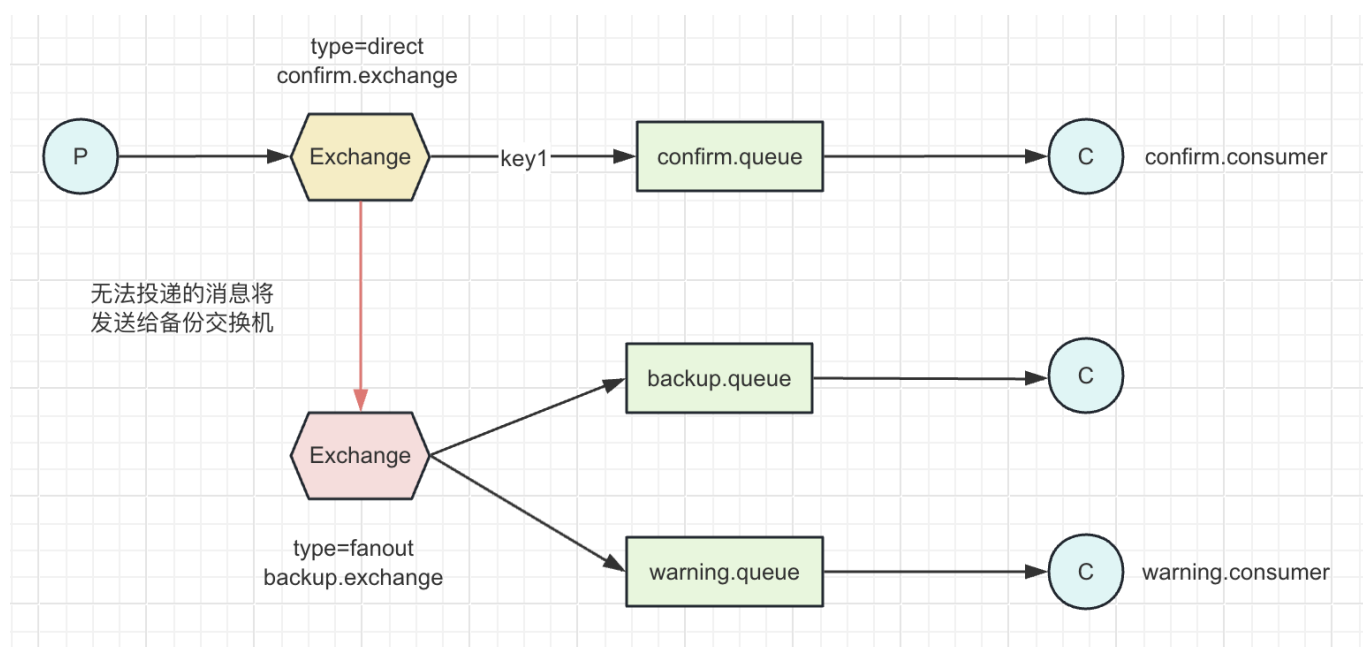 type=direct
confirm.exchange
P
Exchange
key1
confirm.queue
C
confirm.consumer
无法投递的消息将
发送给备份交换机
backup.queue
C
Exchange
type=fanout
backup.exchange
warning.queue
C
warning.consumer